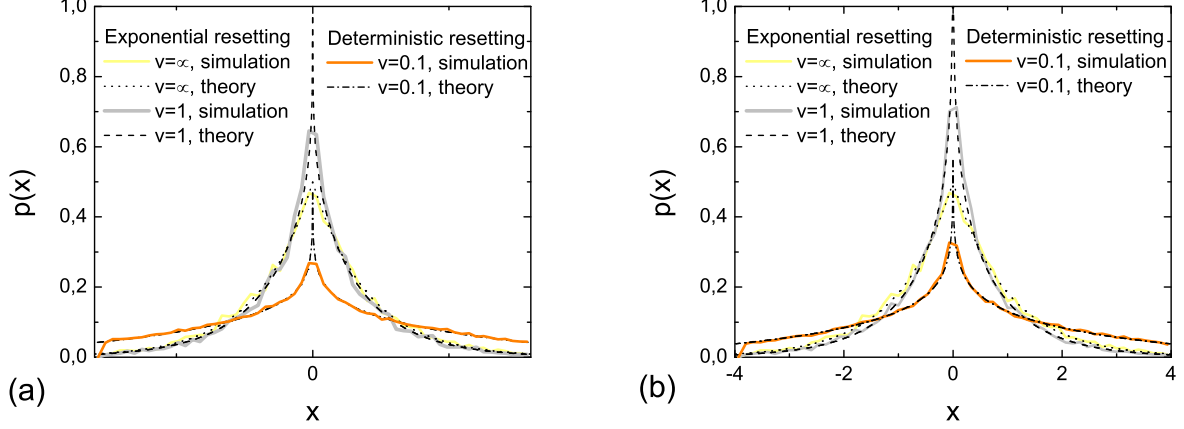 1,0
0,8
0,6
0,4
0,2
0,0
p(x)
Exponential resetting
v=∝, simulation
v=∝, theory
v=1, simulation
v=1, theory
Deterministic resetting
v=0.1, simulation
v=0.1, theory
0
x
(a)
1,0
0,8
0,6
0,4
0,2
0,0
p(x)
Exponential resetting
v=∝, simulation
v=∝, theory
v=1, simulation
v=1, theory
Deterministic resetting
v=0.1, simulation
v=0.1, theory
-4 -2 0 2 4
x
(b)